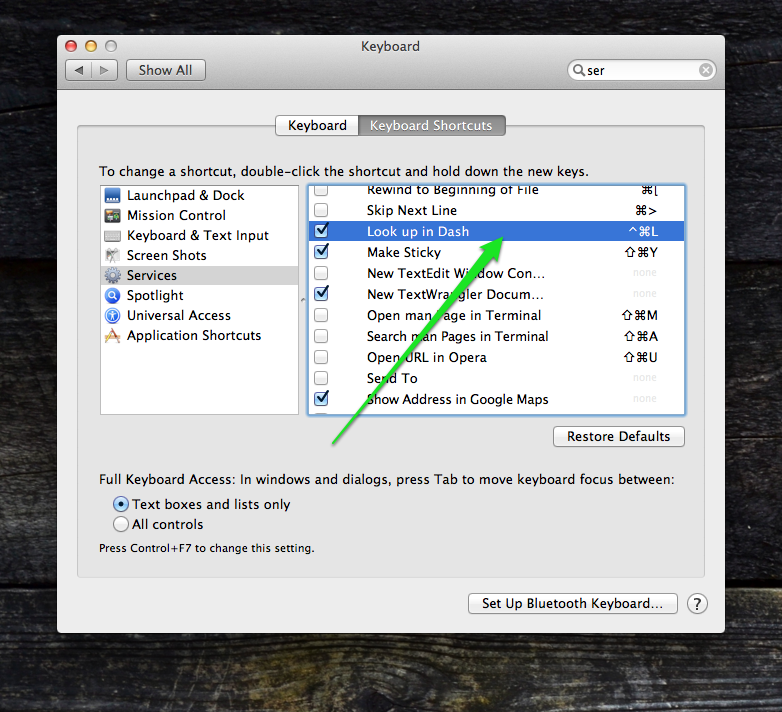 Keyboard
Show All
ser
Keyboard
Keyboard Shortcuts
To change a shortcut, double-click the shortcut and hold down the new keys.
Launchpad & Dock
Mission Control
Keyboard & Text Input
Screen Shots
Services
Spotlight
Universal Access
Application Shortcuts
Rewind to Beginning of File ⌘[
Skip Next Line ⌘>
Look up in Dash ^⌘L
Make Sticky ⇧⌘Y
New TextEdit Window Con... none
New TextWrangler Docum... none
Open man Page in Terminal ⇧⌘M
Search man Pages in Terminal ⇧⌘A
Open URL in Opera ⇧⌘U
Send To none
Show Address in Google Maps none
Restore Defaults
Full Keyboard Access: In windows and dialogs, press Tab to move keyboard focus between:
Text boxes and lists only
All controls
Press Control+F7 to change this setting.
Set Up Bluetooth Keyboard...
?